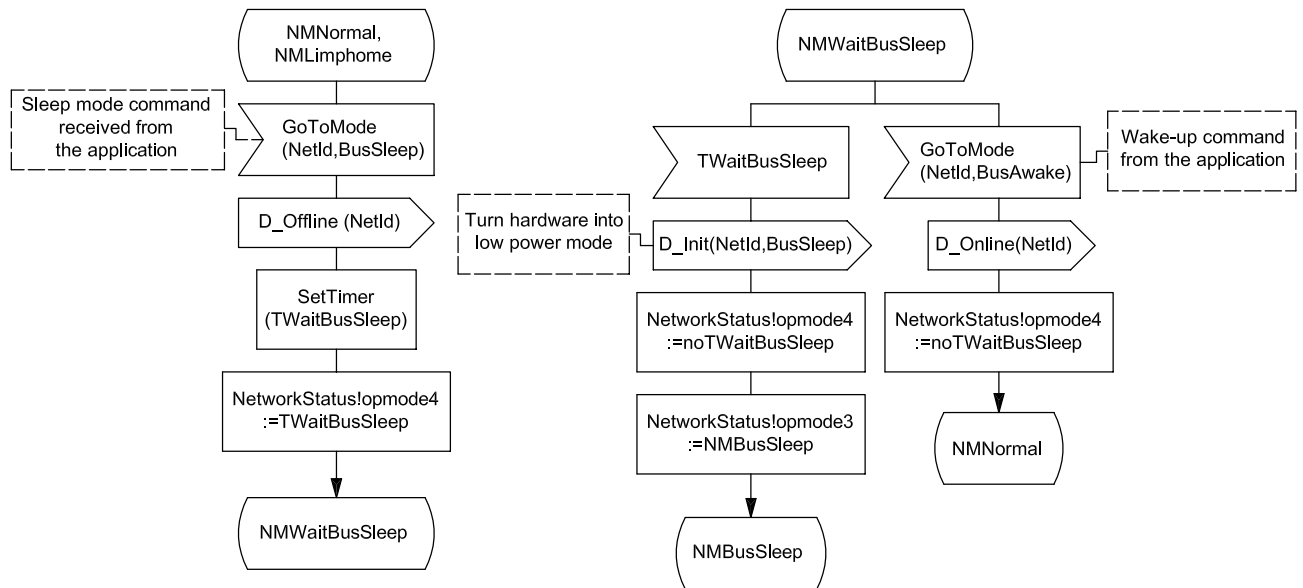 NMNormal,
NMLimphome
Sleep mode command
received from
the application
GoToMode
(NetId,BusSleep)
D_Offline (NetId)
SetTimer
(TWaitBusSleep)
NetworkStatus!opmode4
:=TWaitBusSleep
NMWaitBusSleep
NMWaitBusSleep
TWaitBusSleep
Turn hardware into
low power mode
D_Init(NetId,BusSleep)
NetworkStatus!opmode4
:=noTWaitBusSleep
NetworkStatus!opmode3
:=NMBusSleep
NMBusSleep
GoToMode
(NetId,BusAwake)
Wake-up command
from the application
D_Online(NetId)
NetworkStatus!opmode4
:=noTWaitBusSleep
NMNormal